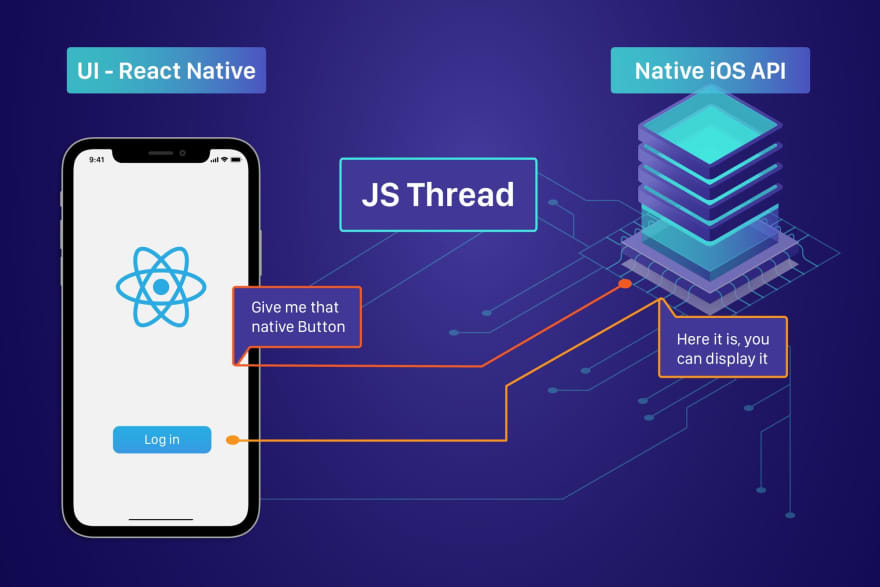 UI - React Native
Native iOS API
JS Thread
9:41
Give me that
native Button
Here it is, you
can display it
Log in